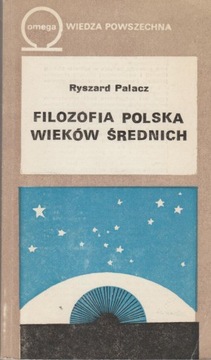 omega
WIEDZA POWSZECHNA
Ryszard Palacz
FILOZOFIA POLSKA
WIEKÓW ŚREDNICH